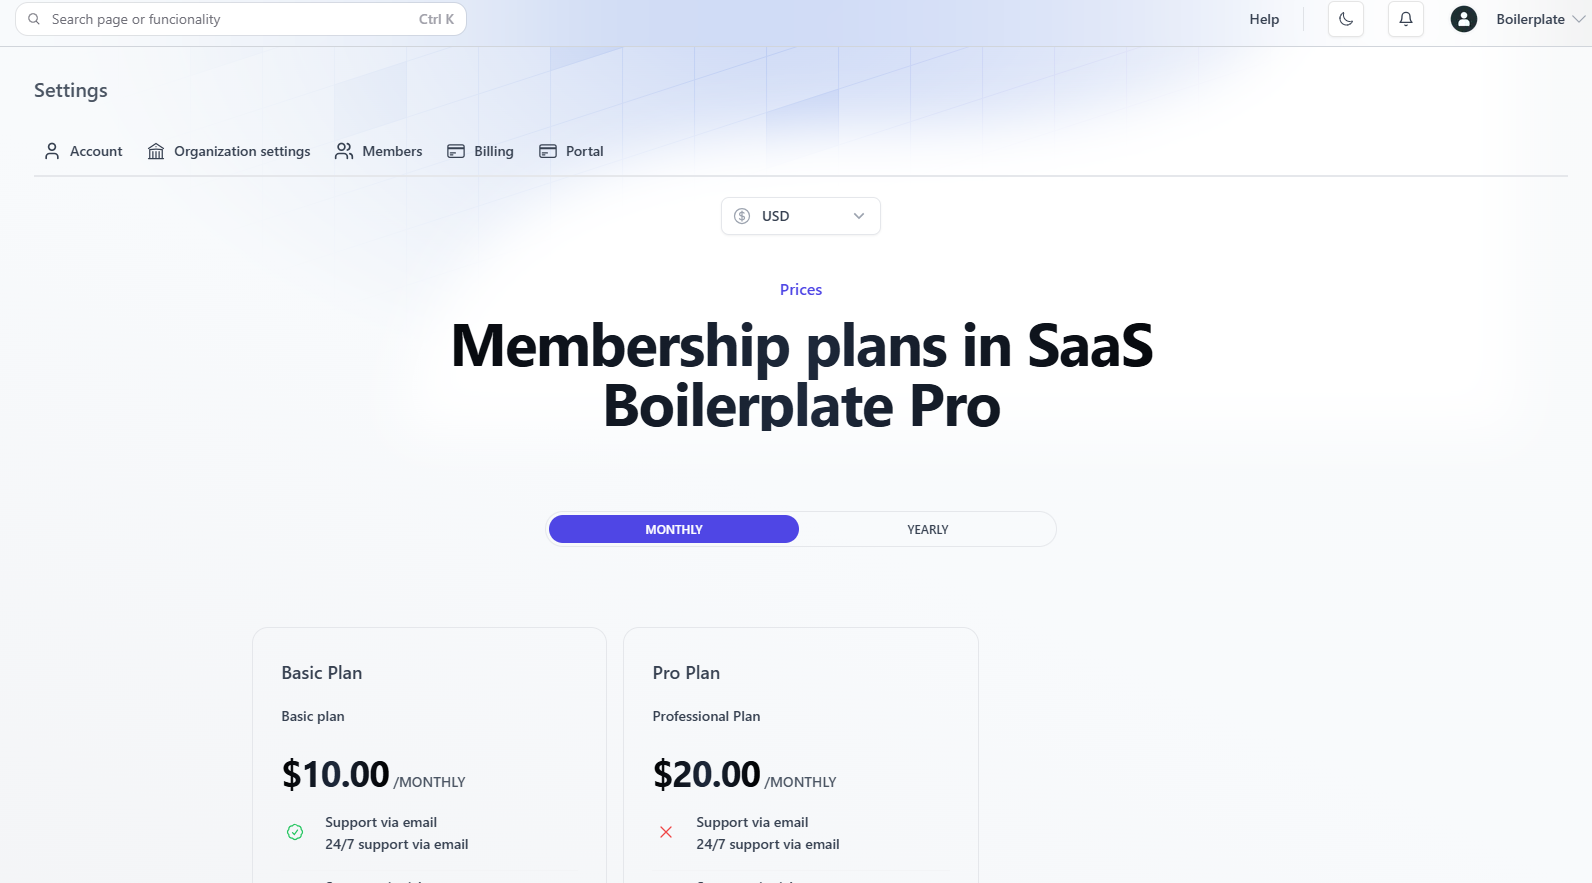 Search page or funcionality
Ctrl K
Help
Boilerplate
Settings
Account
Organization settings
Members
Billing
Portal
USD
Prices
Membership plans in SaaS
Boilerplate Pro
MONTHLY
YEARLY
Basic Plan
Basic plan
$10.00 /MONTHLY
Support via email
24/7 support via email
Pro Plan
Professional Plan
$20.00 /MONTHLY
Support via email
24/7 support via email